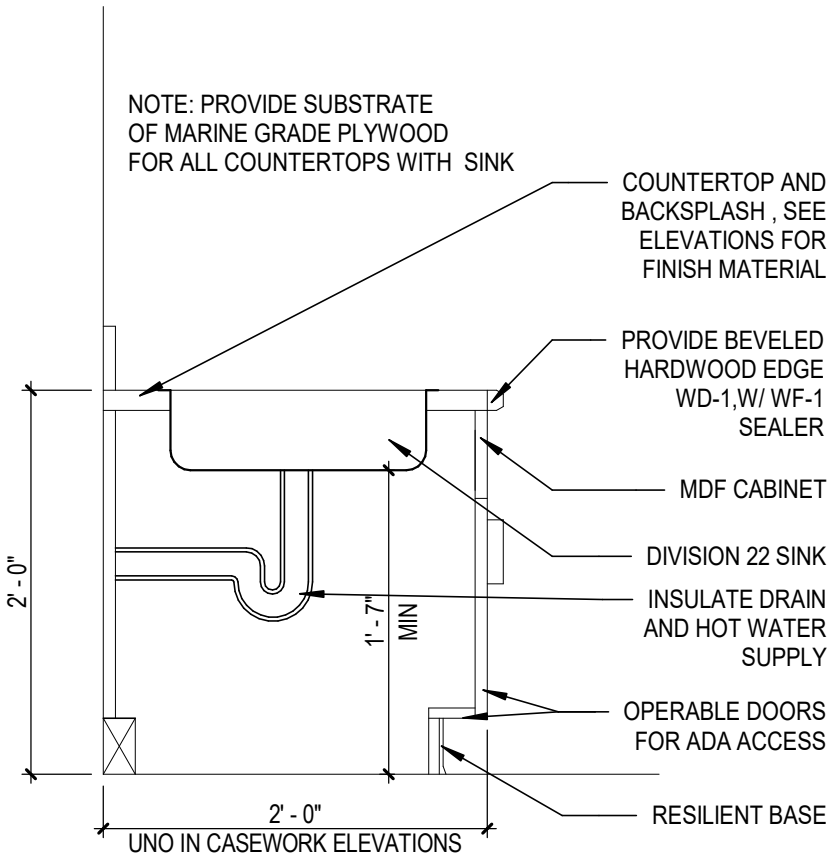 NOTE: PROVIDE SUBSTRATE
OF MARINE GRADE PLYWOOD
FOR ALL COUNTERTOPS WITH SINK
COUNTERTOP AND
BACKSPLASH , SEE
ELEVATIONS FOR
FINISH MATERIAL
PROVIDE BEVELED
HARDWOOD EDGE
WD-1,W/ WF-1
SEALER
MDF CABINET
DIVISION 22 SINK
INSULATE DRAIN
AND HOT WATER
SUPPLY
OPERABLE DOORS
FOR ADA ACCESS
RESILIENT BASE
2' - 0"
1' - 7"
MIN
2' - 0"
UNO IN CASEWORK ELEVATIONS